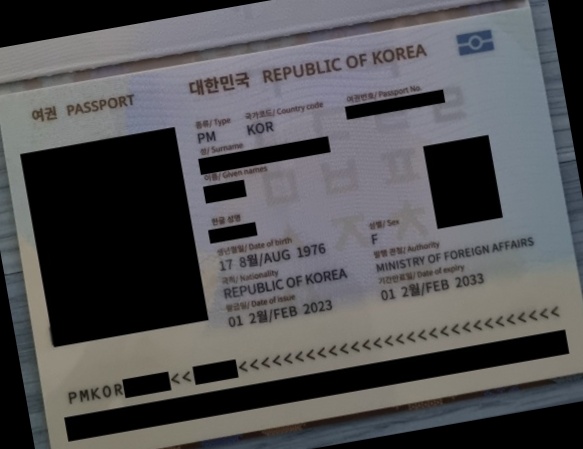 여권 PASSPORT 대한민국 REPUBLIC OF KOREA
종류/ Type 국가코드/ Country code 여권번호/ Passport No.
PM KOR
성/ Surname
이름/ Given names
한글 성명
생년월일/ Date of birth 성별/ Sex
17 8월/AUG 1976 F
국적/ Nationality 발행 관청/ Authority
REPUBLIC OF KOREA MINISTRY OF FOREIGN AFFAIRS
발급일/ Date of issue 기간만료일/ Date of expiry
01 2월/FEB 2023 01 2월/FEB 2033
PMKOR << <<<<<<<<<<<<<<<<<<<<<<<<<<<<<<